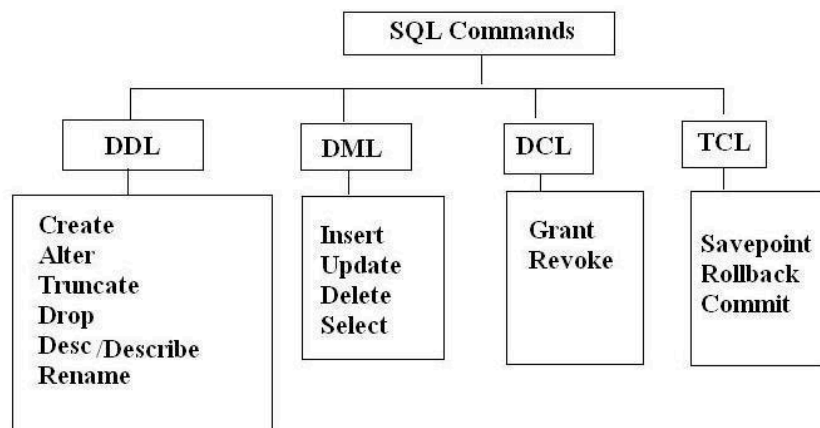 SQL Commands
DDL
DML
DCL
TCL
Create
Alter
Truncate
Drop
Desc /Describe
Rename
Insert
Update
Delete
Select
Grant
Revoke
Savepoint
Rollback
Commit